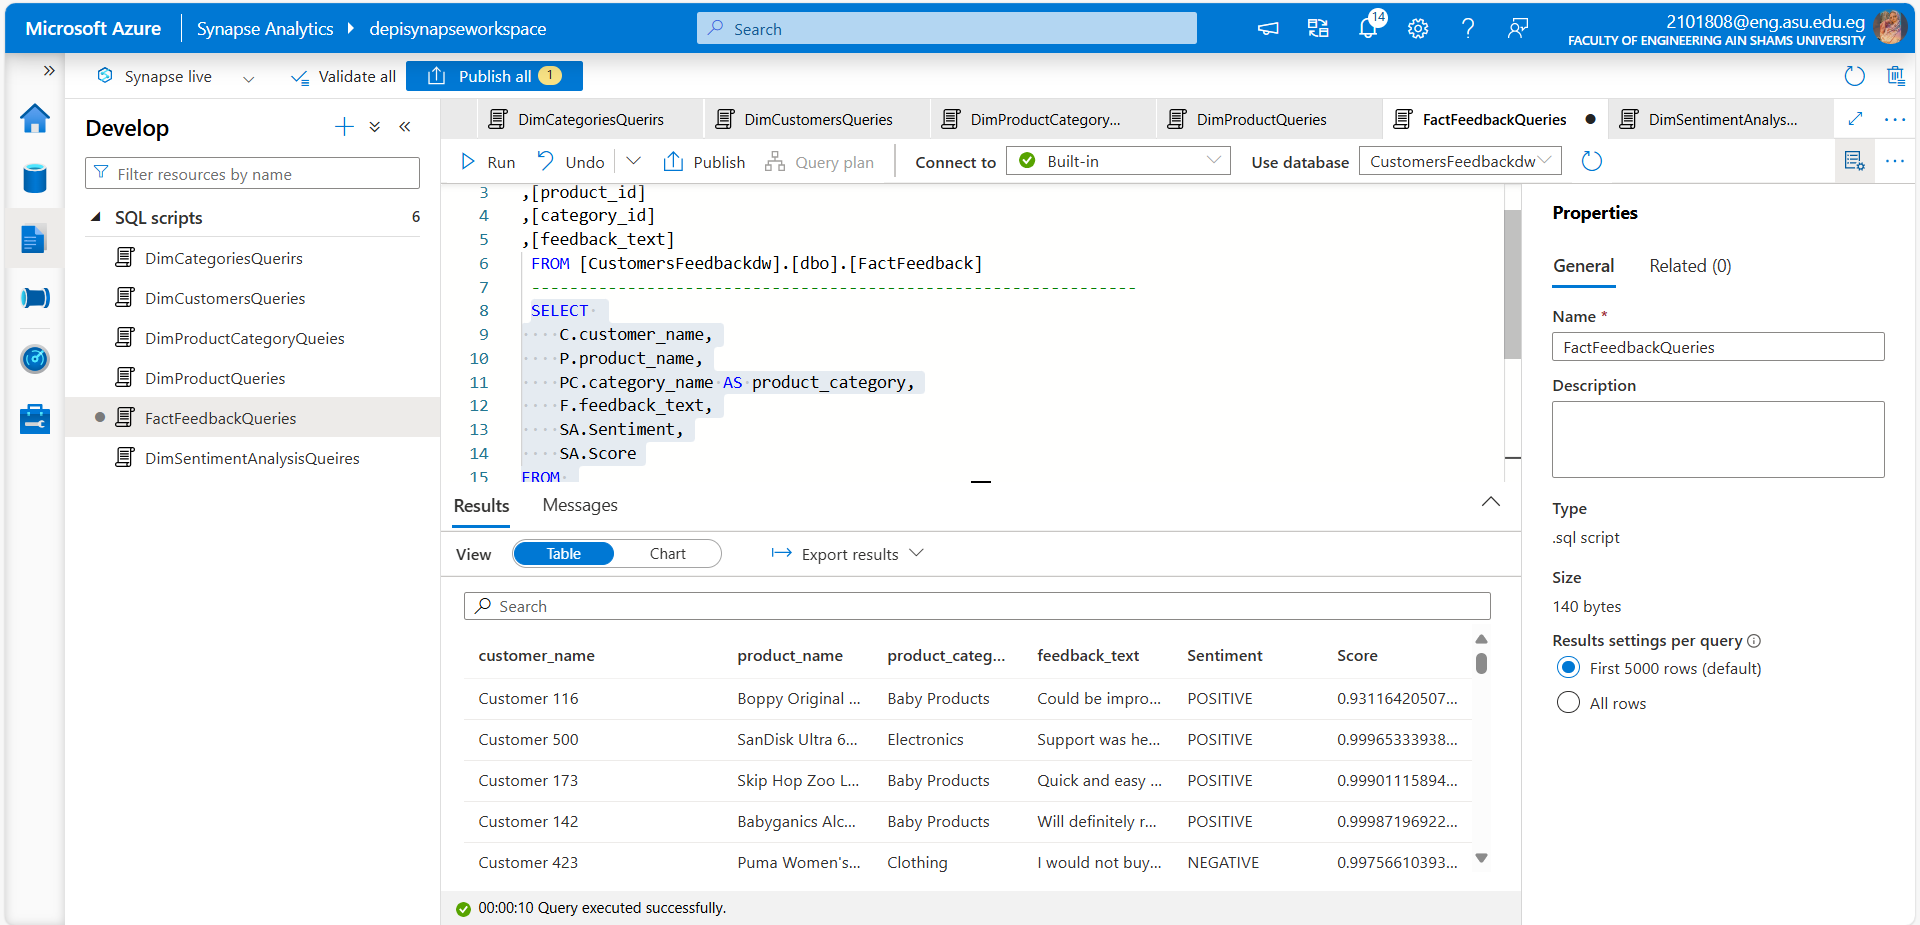 Microsoft Azure
Synapse Analytics
depisynapseworkspace
Search
14
2101808@eng.asu.edu.eg
FACULTY OF ENGINEERING AIN SHAMS UNIVERSITY
Synapse live
Validate all
Publish all 1
Develop
Filter resources by name
SQL scripts 6
DimCategoriesQuerirs
DimCustomersQueries
DimProductCategoryQueies
DimProductQueries
FactFeedbackQueries
DimSentimentAnalysisQueires
DimCategoriesQuerirs
DimCustomersQueries
DimProductCategory...
DimProductQueries
FactFeedbackQueries
DimSentimentAnalys...
Run
Undo
Publish
Query plan
Connect to
Built-in
Use database
CustomersFeedbackdw
3 ,[product_id]
4 ,[category_id]
5 ,[feedback_text]
6 FROM [CustomersFeedbackdw].[dbo].[FactFeedback]
7 ---------------------------------------------------------------
8 SELECT
9 C.customer_name,
10 P.product_name,
11 PC.category_name AS product_category,
12 F.feedback_text,
13 SA.Sentiment,
14 SA.Score
15 FROM
Results
Messages
View
Table
Chart
Export results
Search
customer_name product_name product_categ... feedback_text Sentiment Score
Customer 116 Boppy Original ... Baby Products Could be impro... POSITIVE 0.93116420507...
Customer 500 SanDisk Ultra 6... Electronics Support was he... POSITIVE 0.99965333938...
Customer 173 Skip Hop Zoo L... Baby Products Quick and easy ... POSITIVE 0.99901115894...
Customer 142 Babyganics Alc... Baby Products Will definitely r... POSITIVE 0.99987196922...
Customer 423 Puma Women's... Clothing I would not buy... NEGATIVE 0.99756610393...
00:00:10 Query executed successfully.
Properties
General
Related (0)
Name *
FactFeedbackQueries
Description
Type
.sql script
Size
140 bytes
Results settings per query
First 5000 rows (default)
All rows